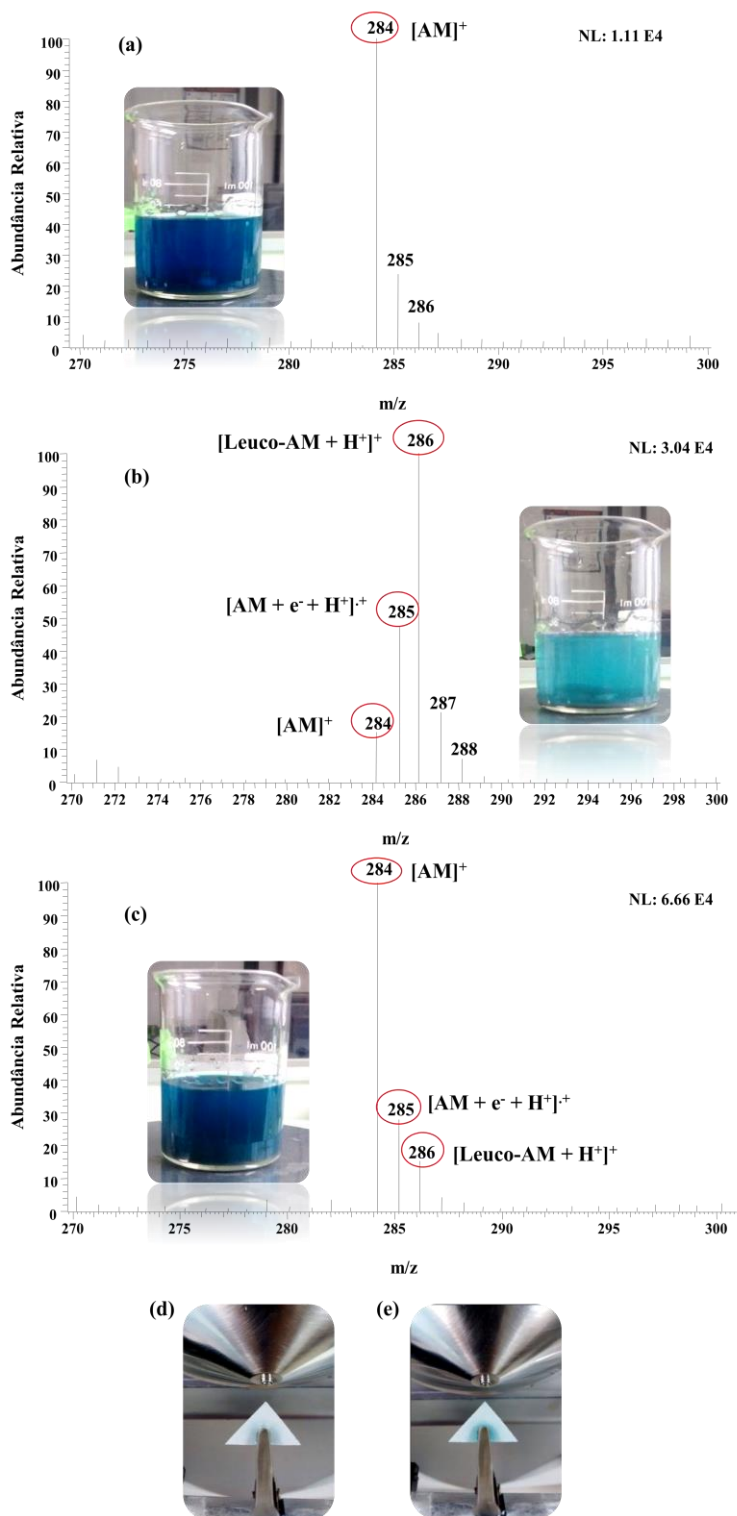 284 [AM]⁺
(a)
NL: 1.11 E4
Abundância Relativa
100
90
80
70
60
50
40
30
20
10
0
285
286
270 275 280 285 290 295 300
m/z
[Leuco-AM + H⁺]⁺ 286
(b)
NL: 3.04 E4
Abundância Relativa
100
90
80
70
60
50
40
30
20
10
0
[AM + e⁻ + H⁺]·⁺ 285
[AM]⁺ 284
287
288
270 272 274 276 278 280 282 284 286 288 290 292 294 296 298 300
m/z
284 [AM]⁺
(c)
NL: 6.66 E4
Abundância Relativa
100
90
80
70
60
50
40
30
20
10
0
285 [AM + e⁻ + H⁺]·⁺
286 [Leuco-AM + H⁺]⁺
270 275 280 285 290 295 300
m/z
(d) (e)